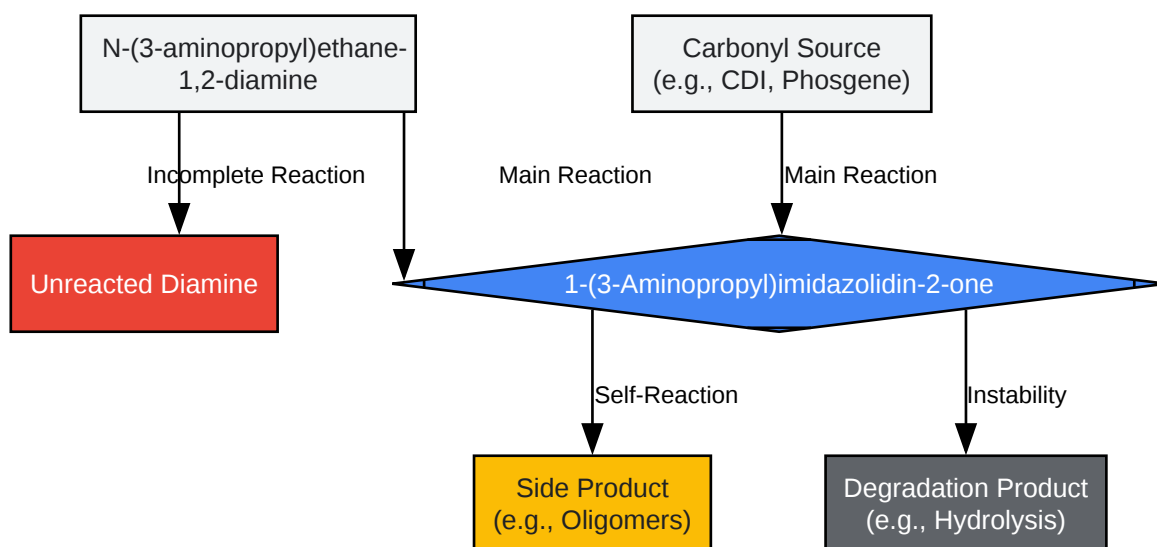 N-(3-aminopropyl)ethane-
1,2-diamine
Carbonyl Source
(e.g., CDI, Phosgene)
Incomplete Reaction
Main Reaction
Main Reaction
Unreacted Diamine
1-(3-Aminopropyl)imidazolidin-2-one
Self-Reaction
Instability
Side Product
(e.g., Oligomers)
Degradation Product
(e.g., Hydrolysis)